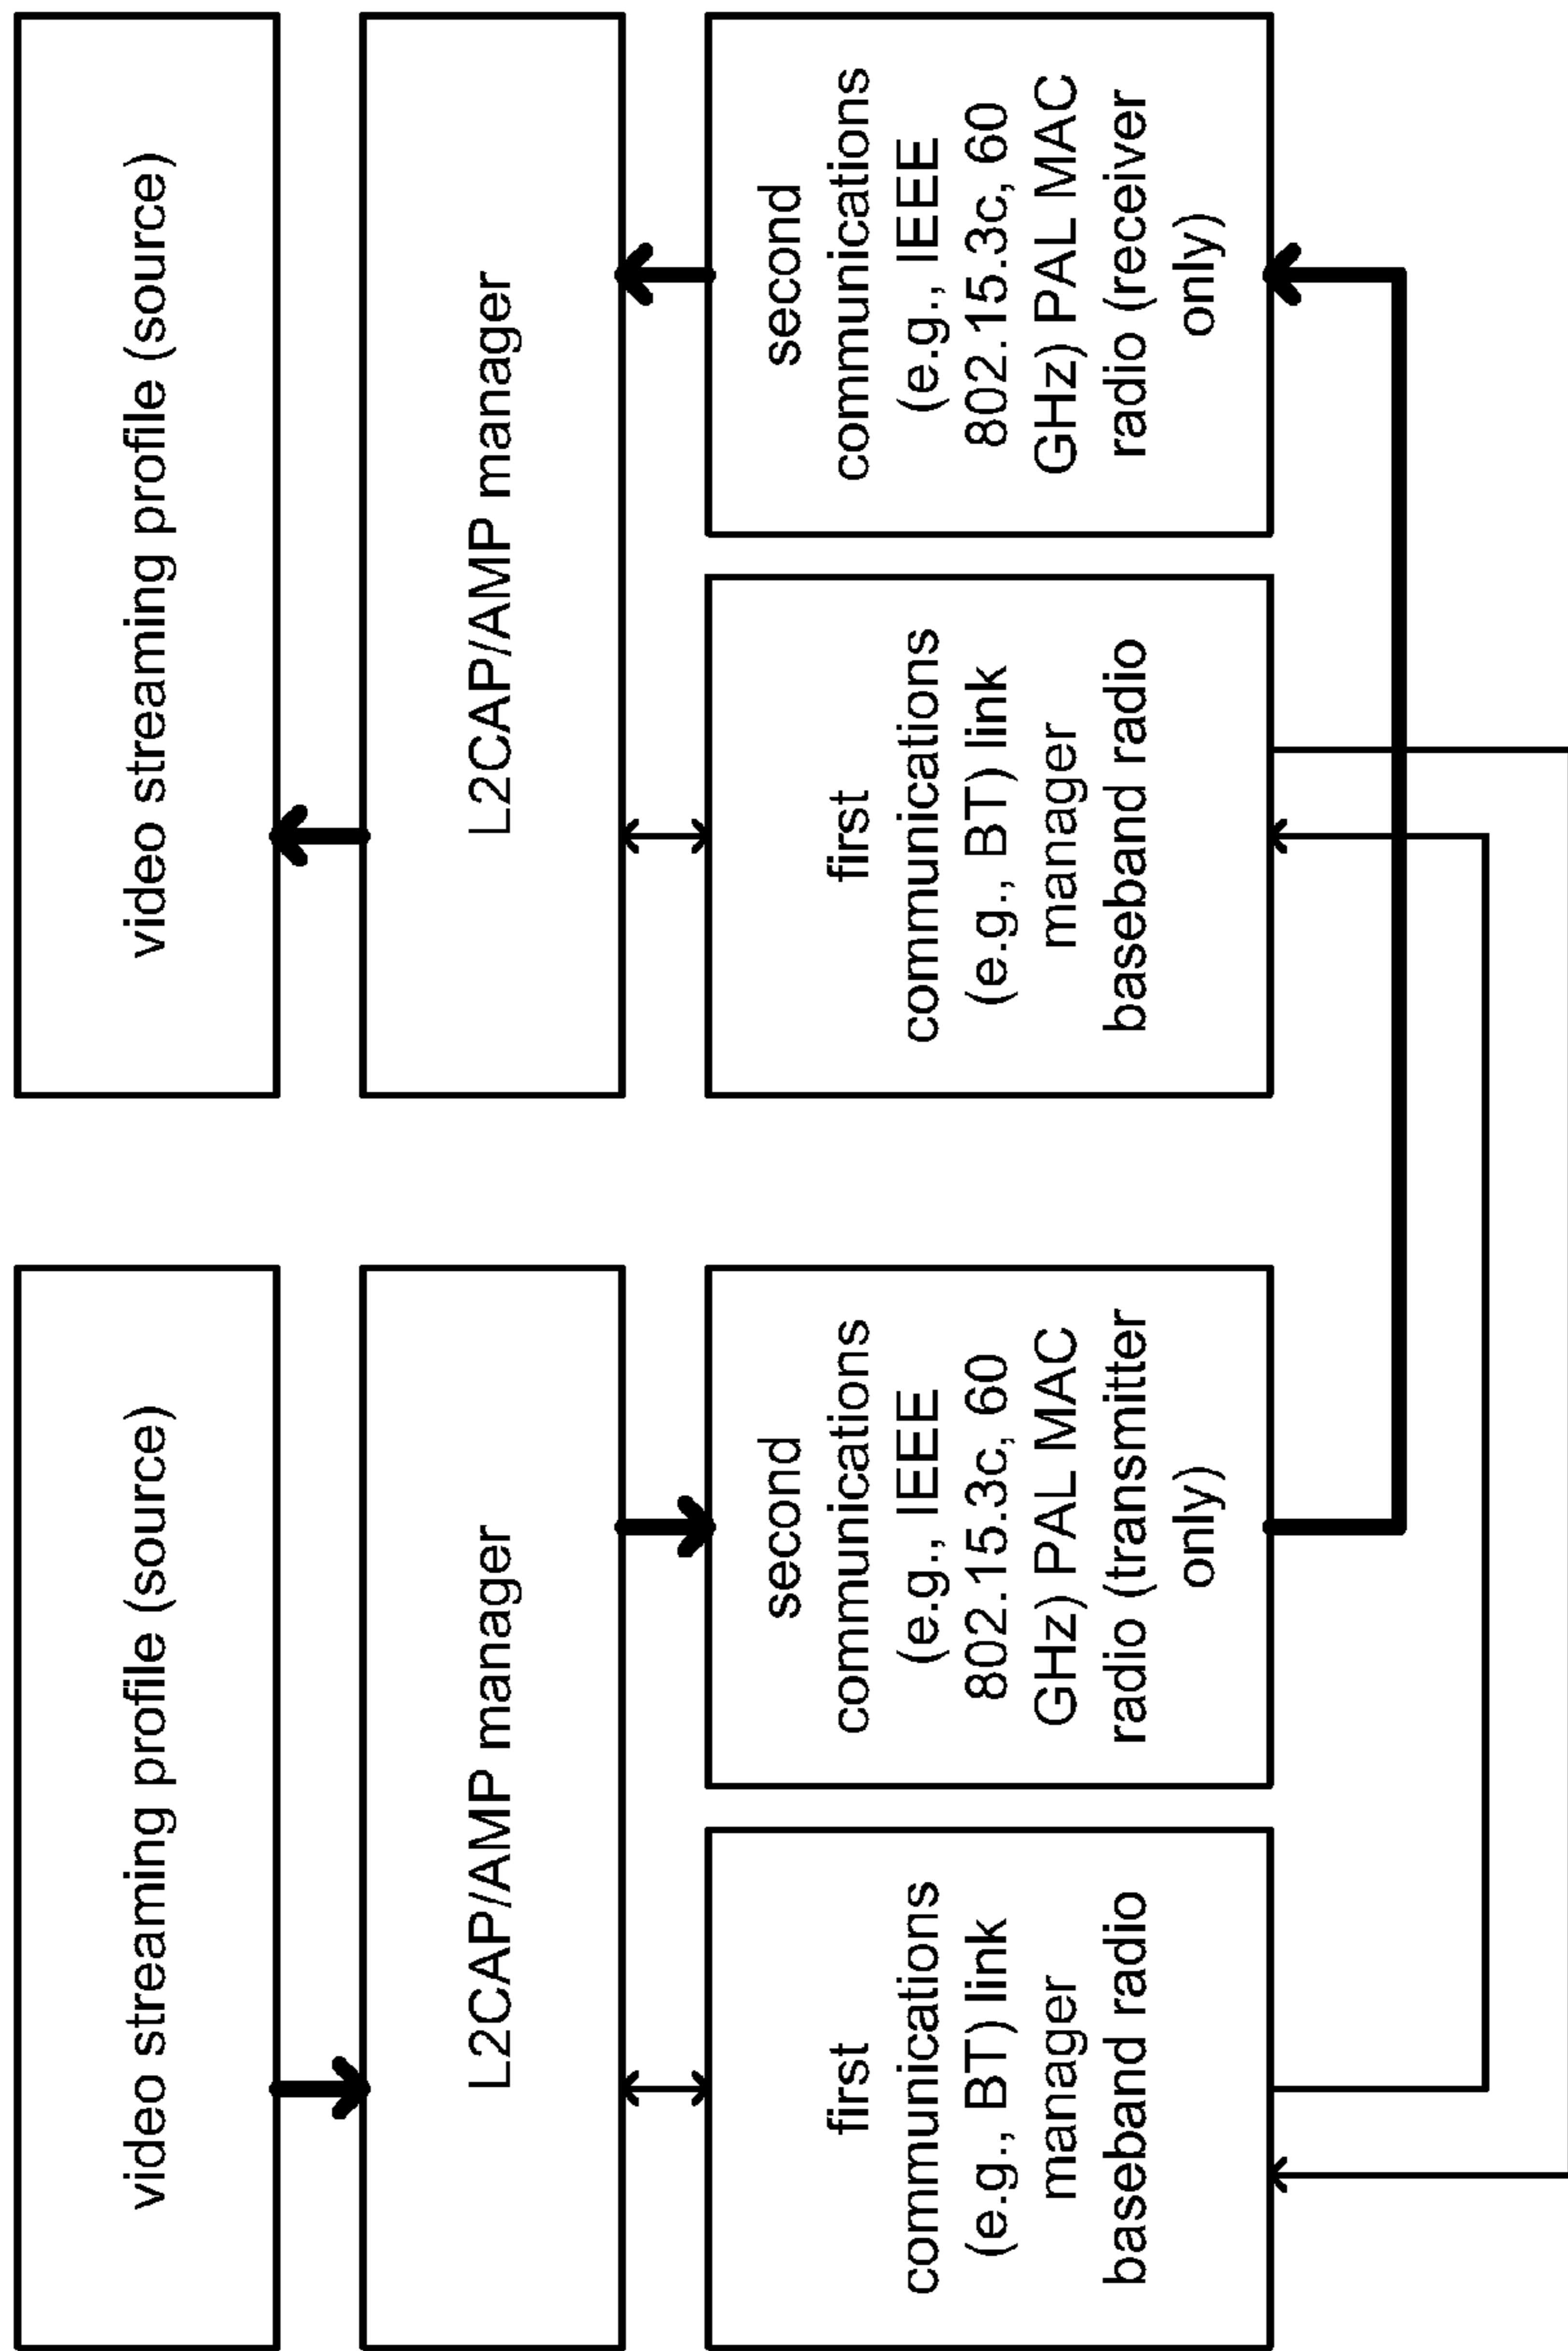 video streaming profile (source)
L2CAP/AMP manager
first
communications
(e.g., BT) link
manager
baseband radio
second
communications
(e.g., IEEE
802.15.3c, 60
GHz) PAL MAC
radio (transmitter
only)
video streaming profile (source)
L2CAP/AMP manager
first
communications
(e.g., BT) link
manager
baseband radio
second
communications
(e.g., IEEE
802.15.3c, 60
GHz) PAL MAC
radio (receiver
only)